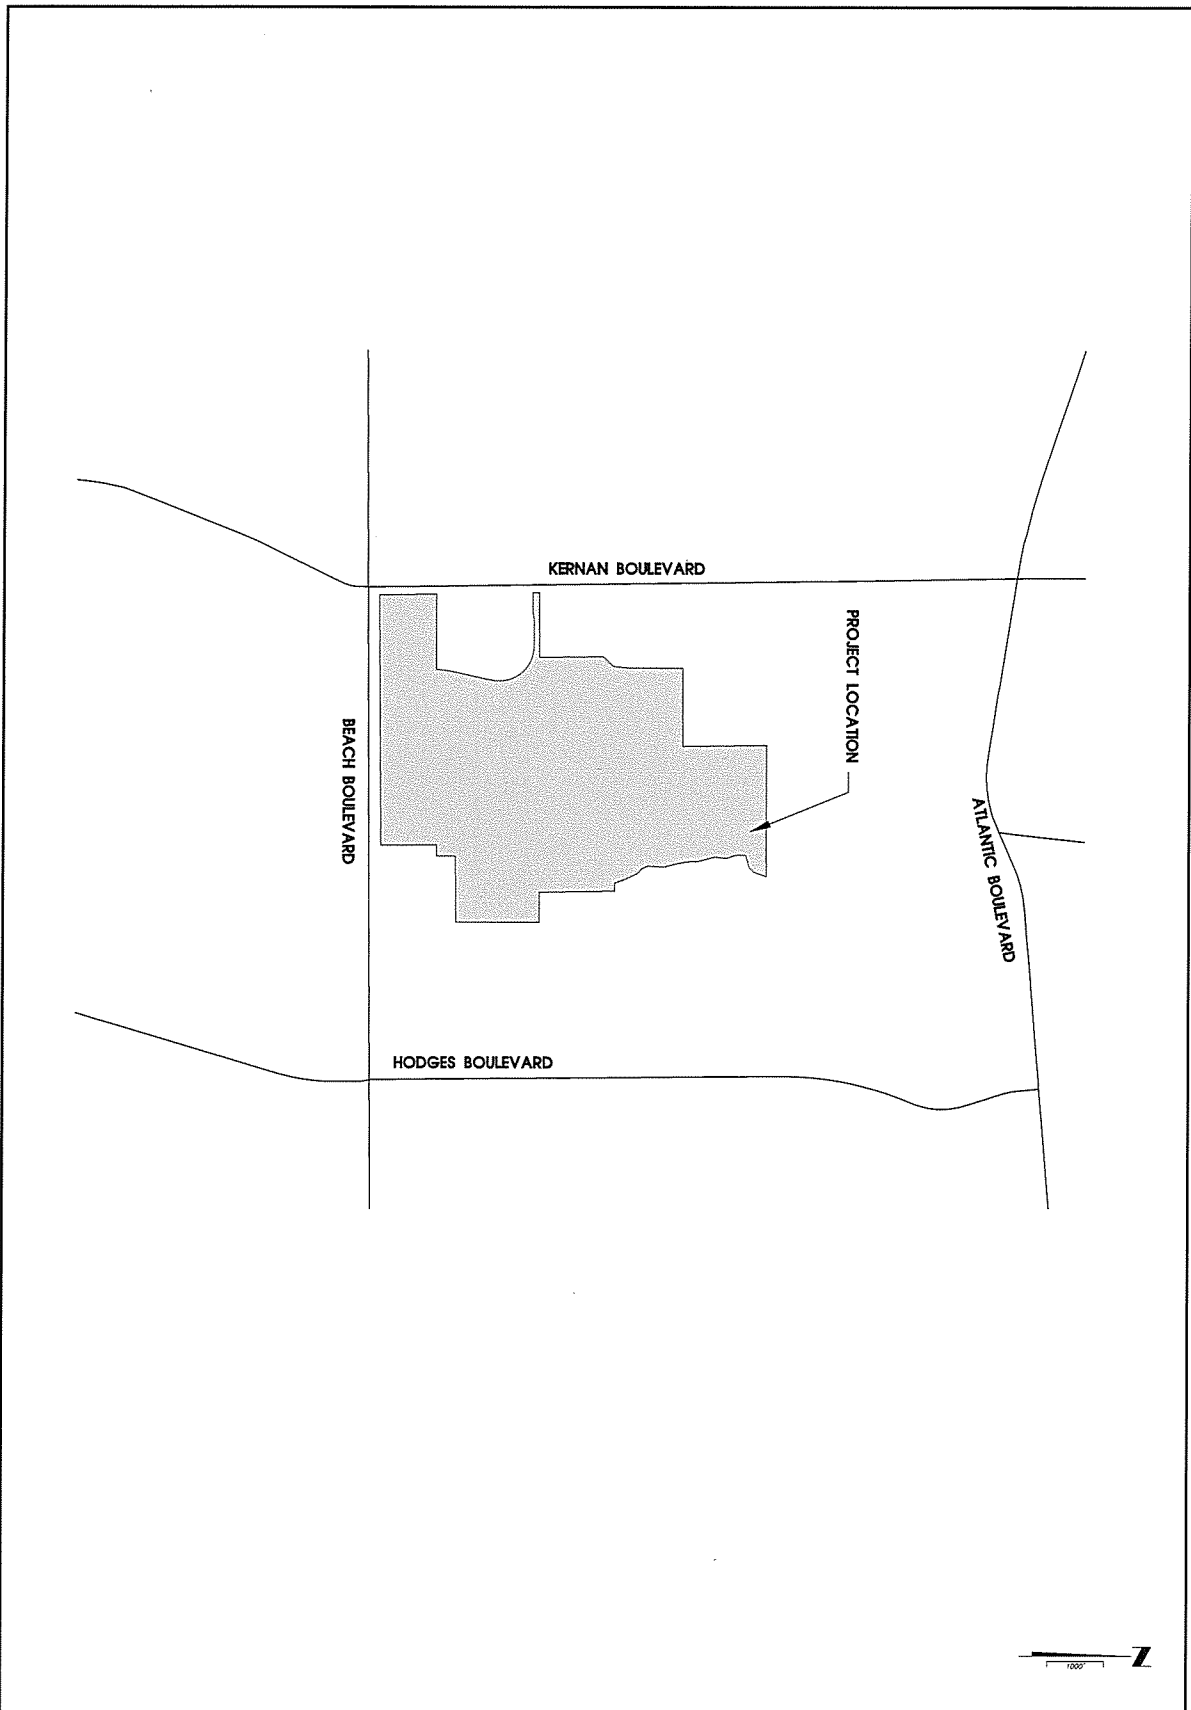 KERNAN BOULEVARD
PROJECT LOCATION
BEACH BOULEVARD
ATLANTIC BOULEVARD
HODGES BOULEVARD
1000'
N